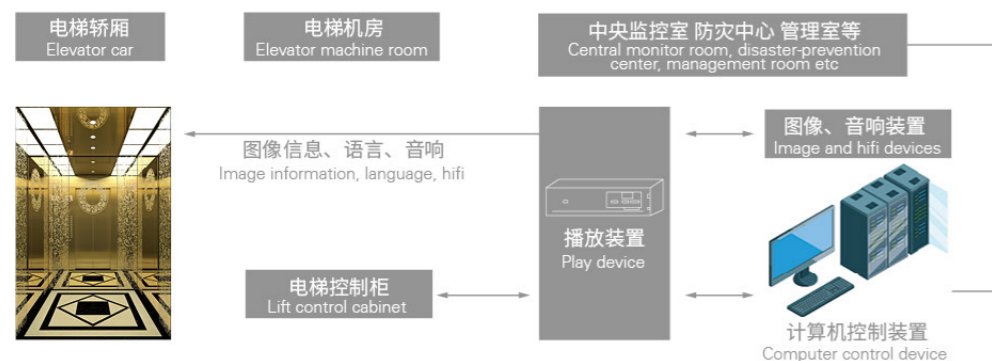 电梯轿厢
Elevator car
电梯机房
Elevator machine room
中央监控室 防灾中心 管理室等
Central monitor room, disaster-prevention
center, management room etc
图像信息、语言、音响
Image information, language, hifi
图像、音响装置
Image and hifi devices
播放装置
Play device
电梯控制柜
Lift control cabinet
计算机控制装置
Computer control device